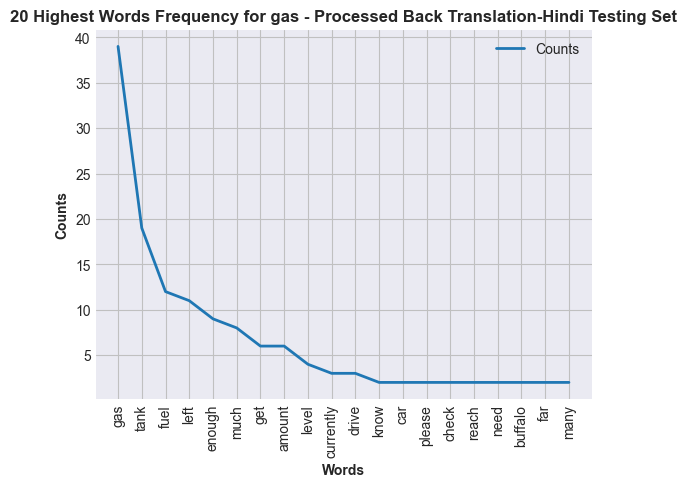 20 Highest Words Frequency for gas - Processed Back Translation-Hindi Testing Set
Counts
40
35
30
25
20
15
10
5
Counts
gas
tank
fuel
left
enough
much
get
amount
level
currently
drive
know
car
please
check
reach
need
buffalo
far
many
Words